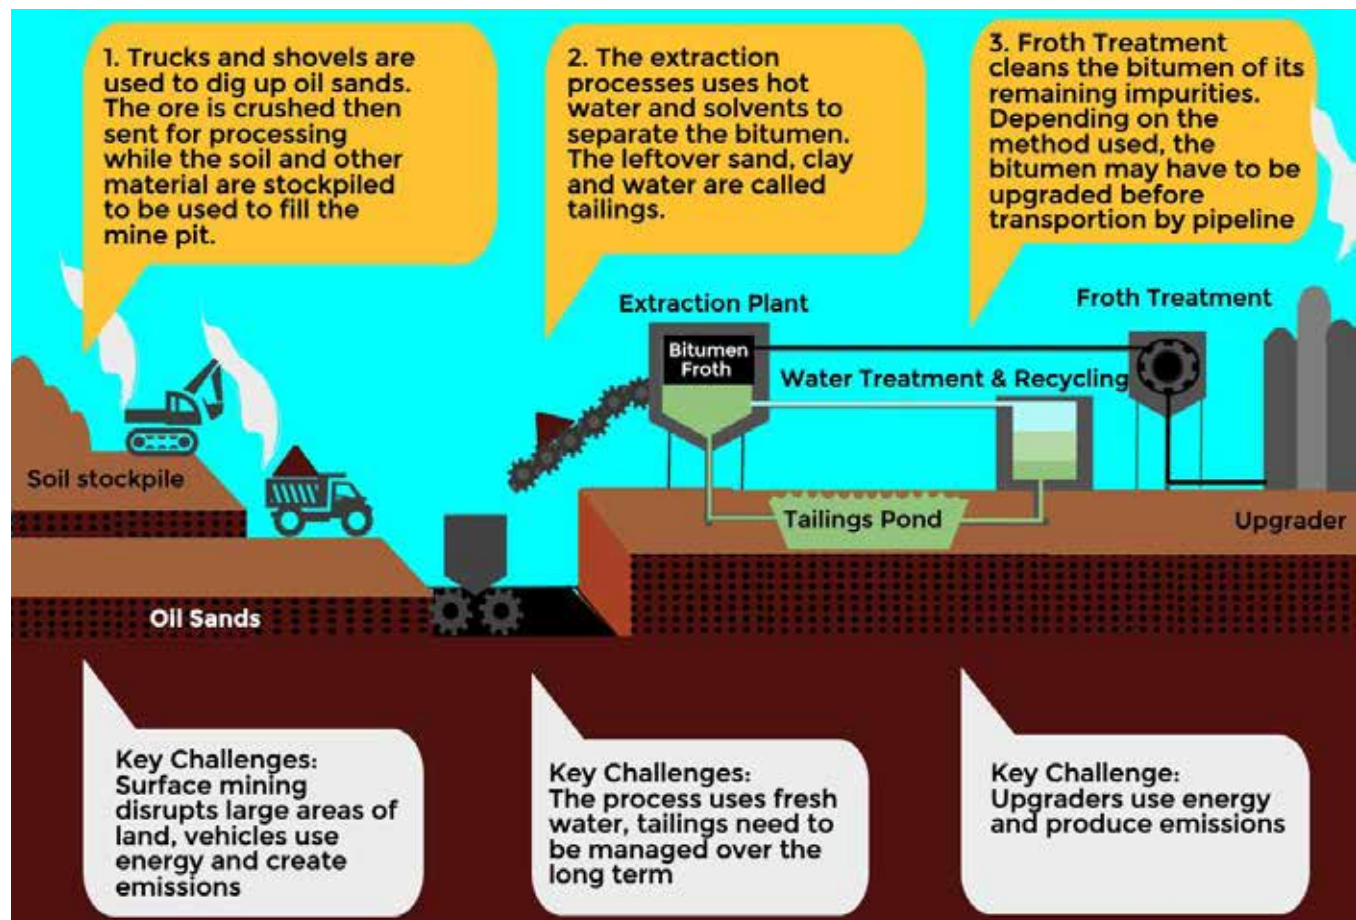 1. Trucks and shovels are
used to dig up oil sands.
The ore is crushed then
sent for processing
while the soil and other
material are stockpiled
to be used to fill the
mine pit.
2. The extraction
processes uses hot
water and solvents to
separate the bitumen.
The leftover sand, clay
and water are called
tailings.
3. Froth Treatment
cleans the bitumen of its
remaining impurities.
Depending on the
method used, the
bitumen may have to be
upgraded before
transportion by pipeline
Extraction Plant
Froth Treatment
Bitumen
Froth
Water Treatment & Recycling
Soil stockpile
Tailings Pond
Upgrader
Oil Sands
Key Challenges:
Surface mining
disrupts large areas of
land, vehicles use
energy and create
emissions
Key Challenges:
The process uses fresh
water, tailings need to
be managed over the
long term
Key Challenge:
Upgraders use energy
and produce emissions